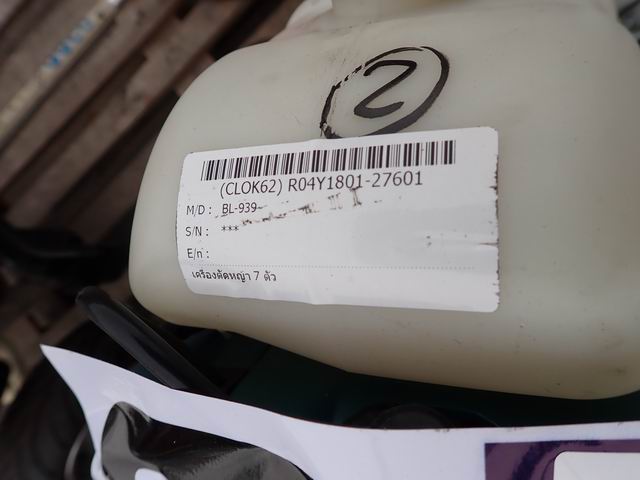 2
(CLOK62) R04Y1801-27601
M/D : BL-939
S/N : ***
E/n :
เครื่องตัดหญ้า 7 ตัว